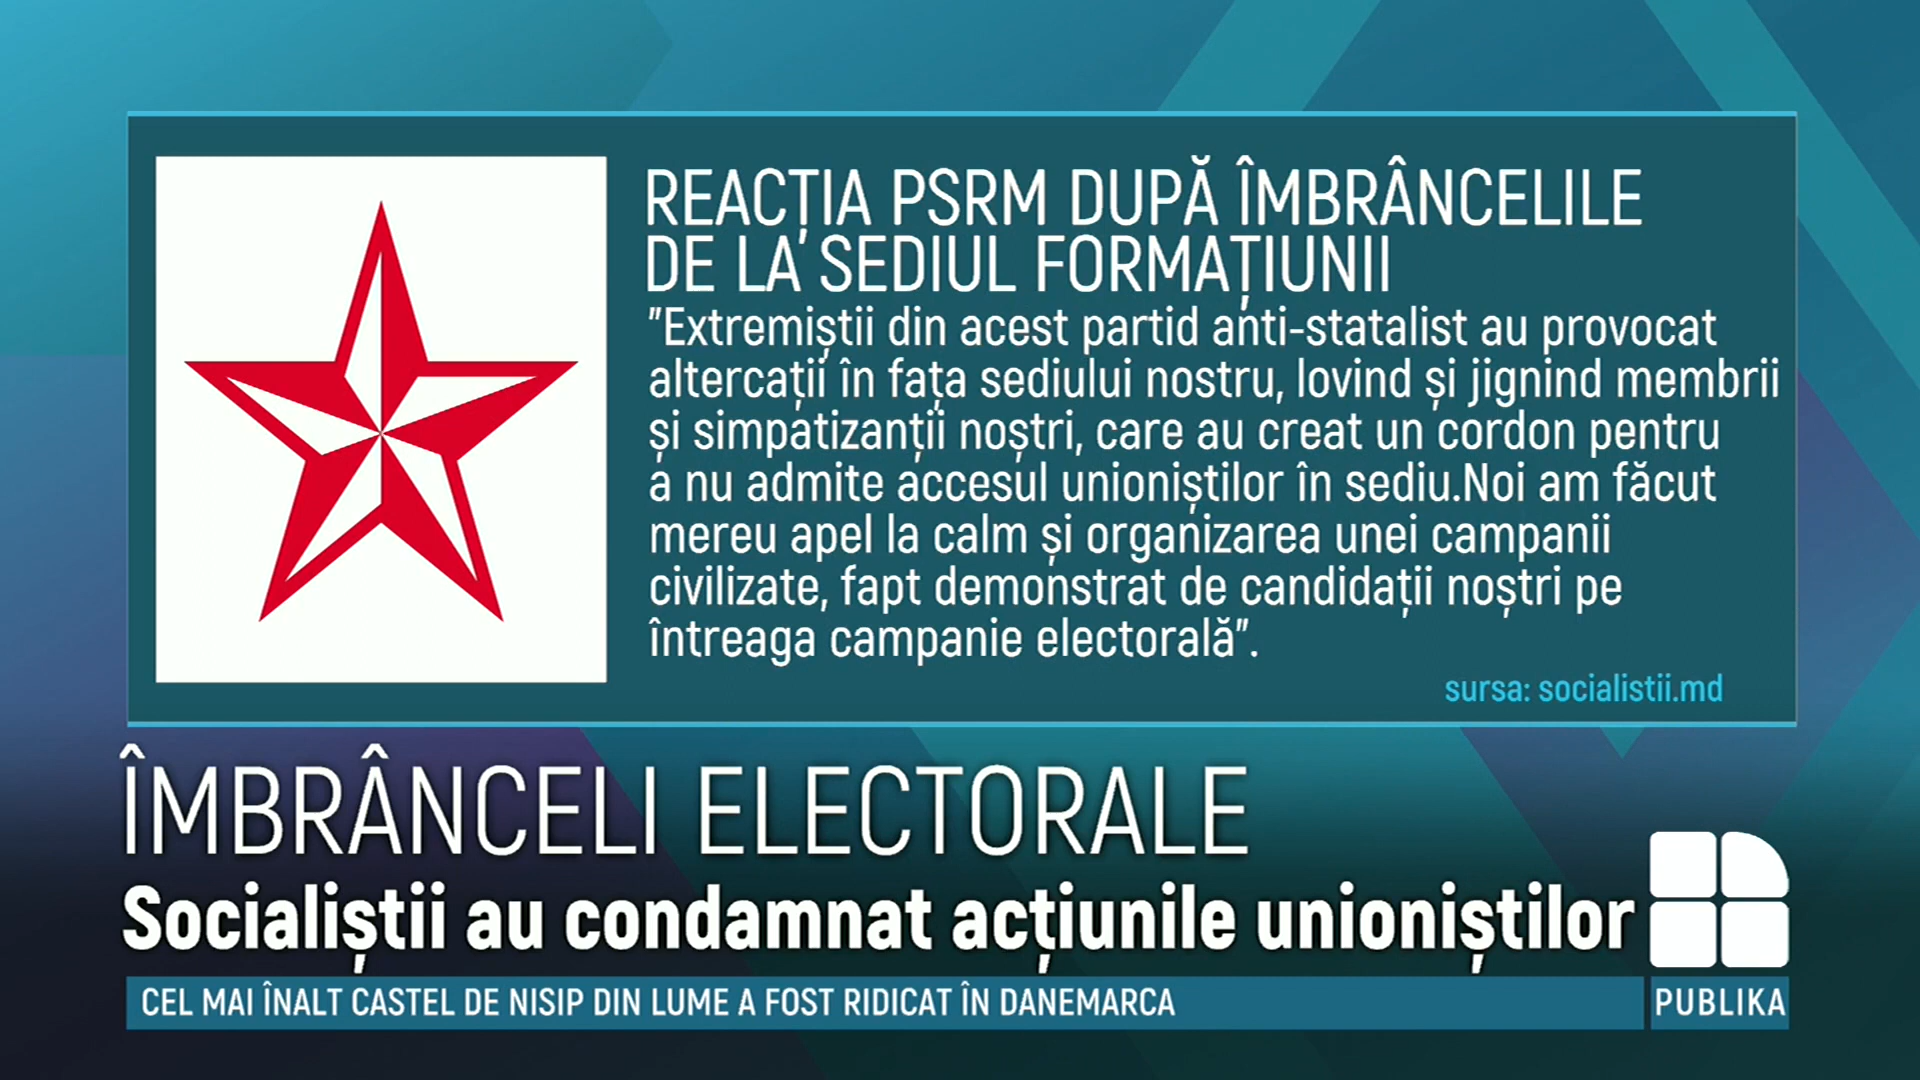 REACȚIA PSRM DUPĂ ÎMBRÂNCELILE
DE LA SEDIUL FORMAȚIUNII
"Extremiștii din acest partid anti-statalist au provocat
altercații în fața sediului nostru, lovind și jignind membrii
și simpatizanții noștri, care au creat un cordon pentru
a nu admite accesul unioniștilor în sediu.Noi am făcut
mereu apel la calm și organizarea unei campanii
civilizate, fapt demonstrat de candidații noștri pe
întreaga campanie electorală".
sursa: socialistii.md
ÎMBRÂNCELI ELECTORALE
Socialiștii au condamnat acțiunile unioniștilor
CEL MAI ÎNALT CASTEL DE NISIP DIN LUME A FOST RIDICAT ÎN DANEMARCA
PUBLIKA